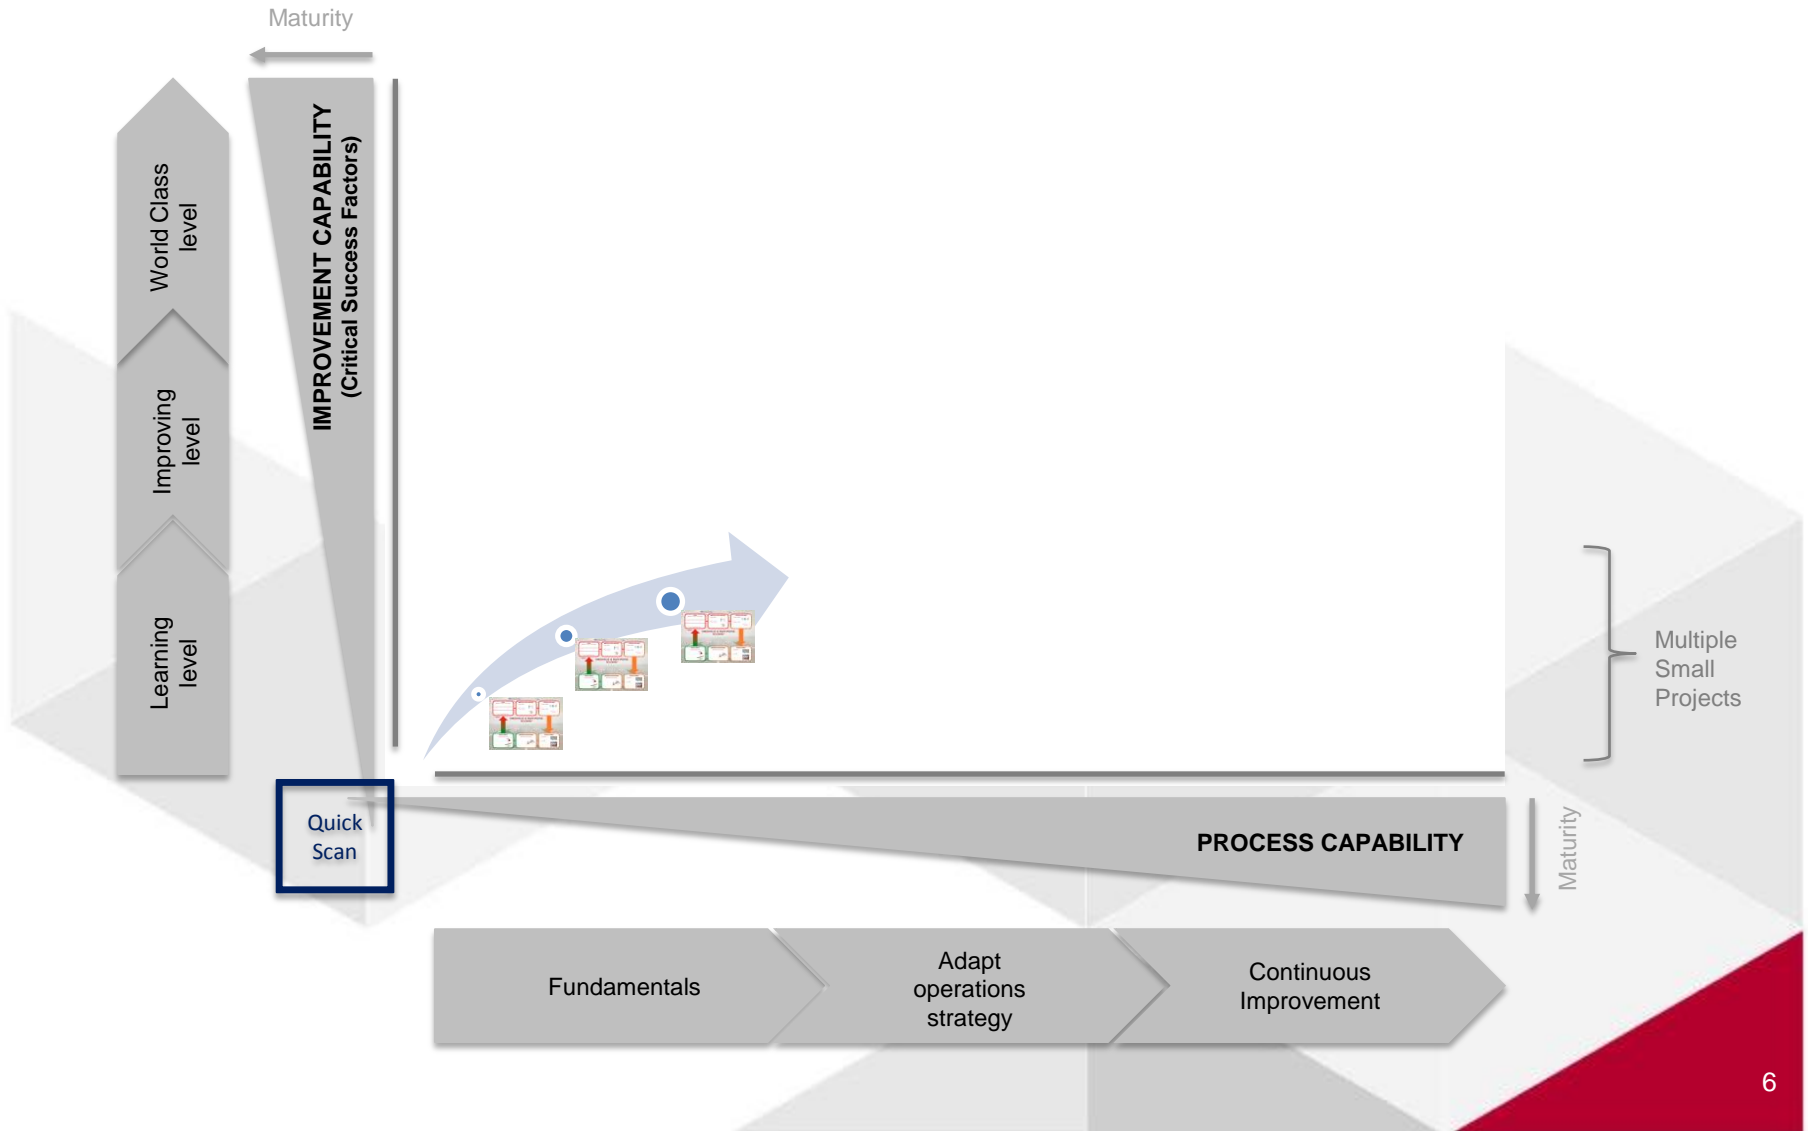 Maturity
World Class
level
Improving
level
Learning
level
IMPROVEMENT CAPABILITY
(Critical Success Factors)
Multiple
Small
Projects
Quick
Scan
PROCESS CAPABILITY
Maturity
Fundamentals
Adapt
operations
strategy
Continuous
Improvement
6